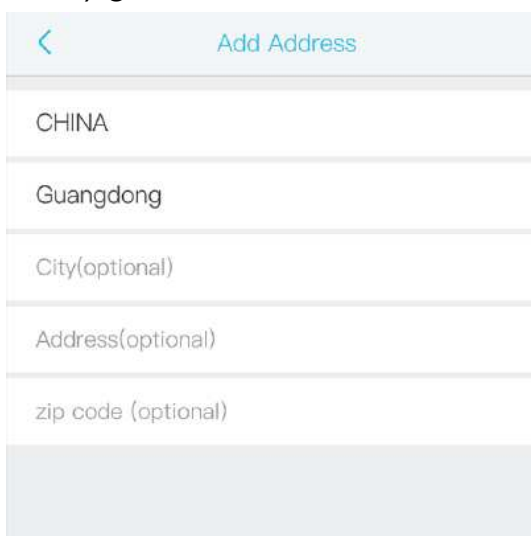 Add Address
CHINA
Guangdong
City(optional)
Address(optional)
zip code (optional)